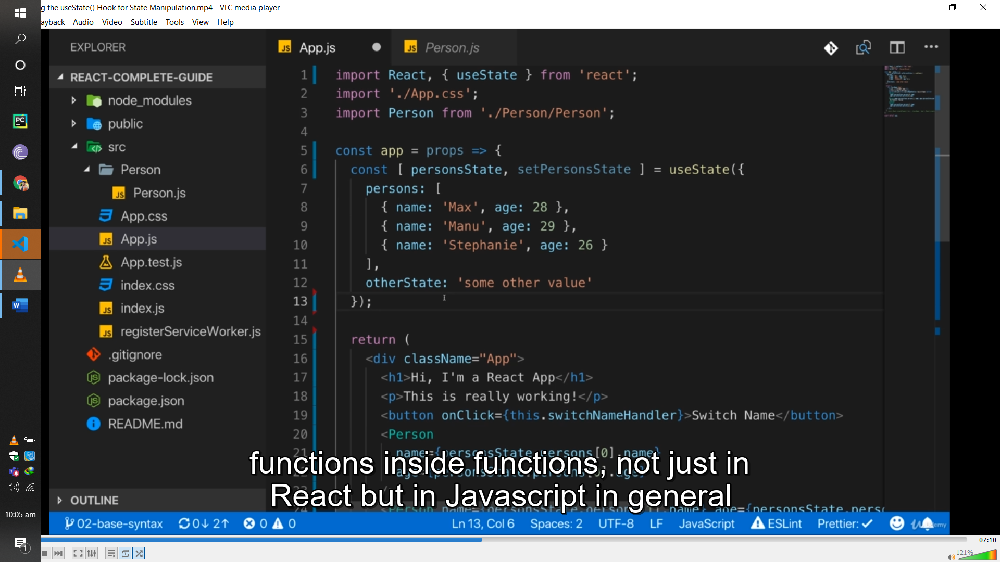 g the useState() Hook for State Manipulation.mp4 - VLC media player
ayback Audio Video Subtitle Tools View Help
EXPLORER
App.js
Person.js
REACT-COMPLETE-GUIDE
node_modules
public
src
Person
Person.js
App.css
App.js
App.test.js
index.css
index.js
registerServiceWorker.js
.gitignore
package-lock.json
package.json
README.md
OUTLINE
1 import React, { useState } from 'react';
2 import './App.css';
3 import Person from './Person/Person';
4
5 const app = props => {
6 const [ personsState, setPersonsState ] = useState({
7 persons: [
8 { name: 'Max', age: 28 },
9 { name: 'Manu', age: 29 },
10 { name: 'Stephanie', age: 26 }
11 ],
12 otherState: 'some other value'
13 });
14
15 return (
16 <div className="App">
17 <h1>Hi, I'm a React App</h1>
18 <p>This is really working!</p>
19 <button onClick={this.switchNameHandler}>Switch Name</button>
20 <Person
21 name={personsState.persons[0].name}
functions inside functions, not just in
React but in Javascript in general
02-base-syntax 0↓ 2↑ 0 0 Ln 13, Col 6 Spaces: 2 UTF-8 LF JavaScript ESLint Prettier: ✓
10:05 am
1
-07:10
121%